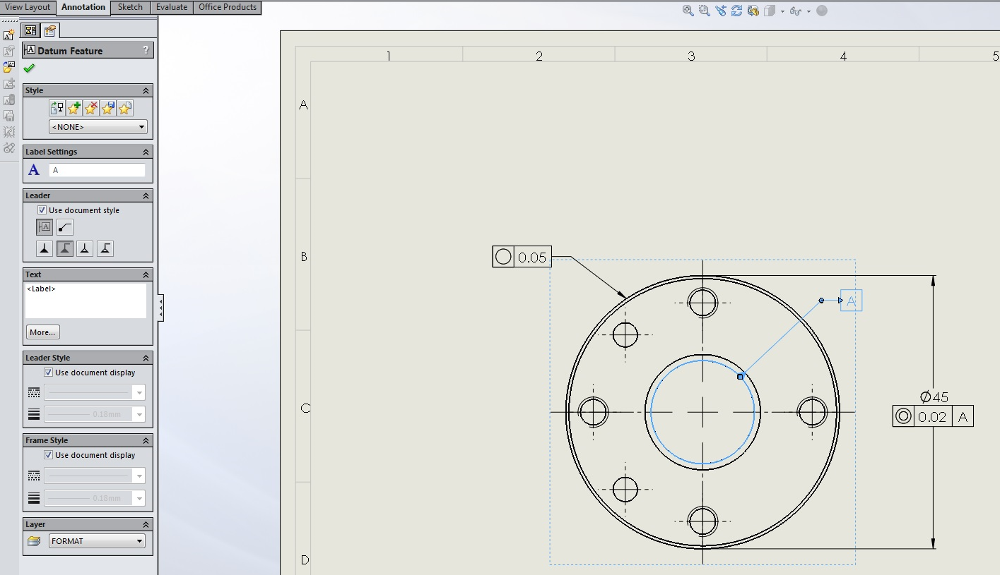 View Layout Annotation Sketch Evaluate Office Products
Datum Feature ?
Style
<NONE>
Label Settings
A A
Leader
Use document style
A
Text
<Label>
More...
Leader Style
Use document display
0.18mm
Frame Style
Use document display
0.18mm
Layer
FORMAT
1 2 3 4 5
A
B
C
D
0.05
A
Ø45
0.02 A